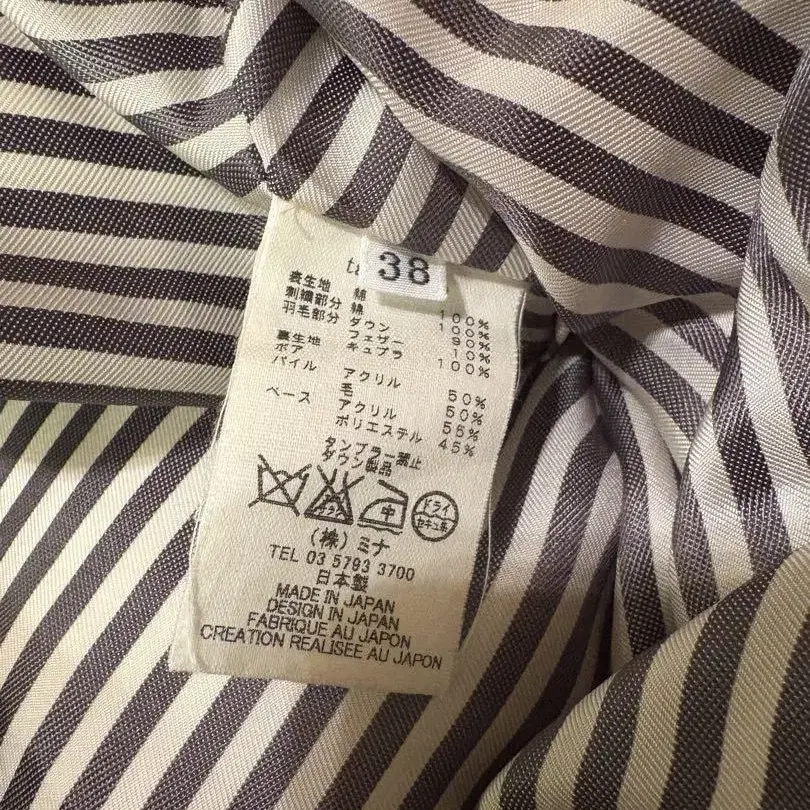 38
表生地 綿 100%
刺繍部分 綿 100%
羽毛部分 ダウン 90%
フェザー 10%
裏生地 キュプラ 100%
ボア
パイル アクリル 50%
毛 50%
ベース アクリル 55%
ポリエステル 45%
タンブラー禁止
ダウン製品
中
ドライ
セキユ系
(株)ミナ
TEL 03 5793 3700
日本製
MADE IN JAPAN
DESIGN IN JAPAN
FABRIQUE AU JAPON
CREATION REALISEE AU JAPON